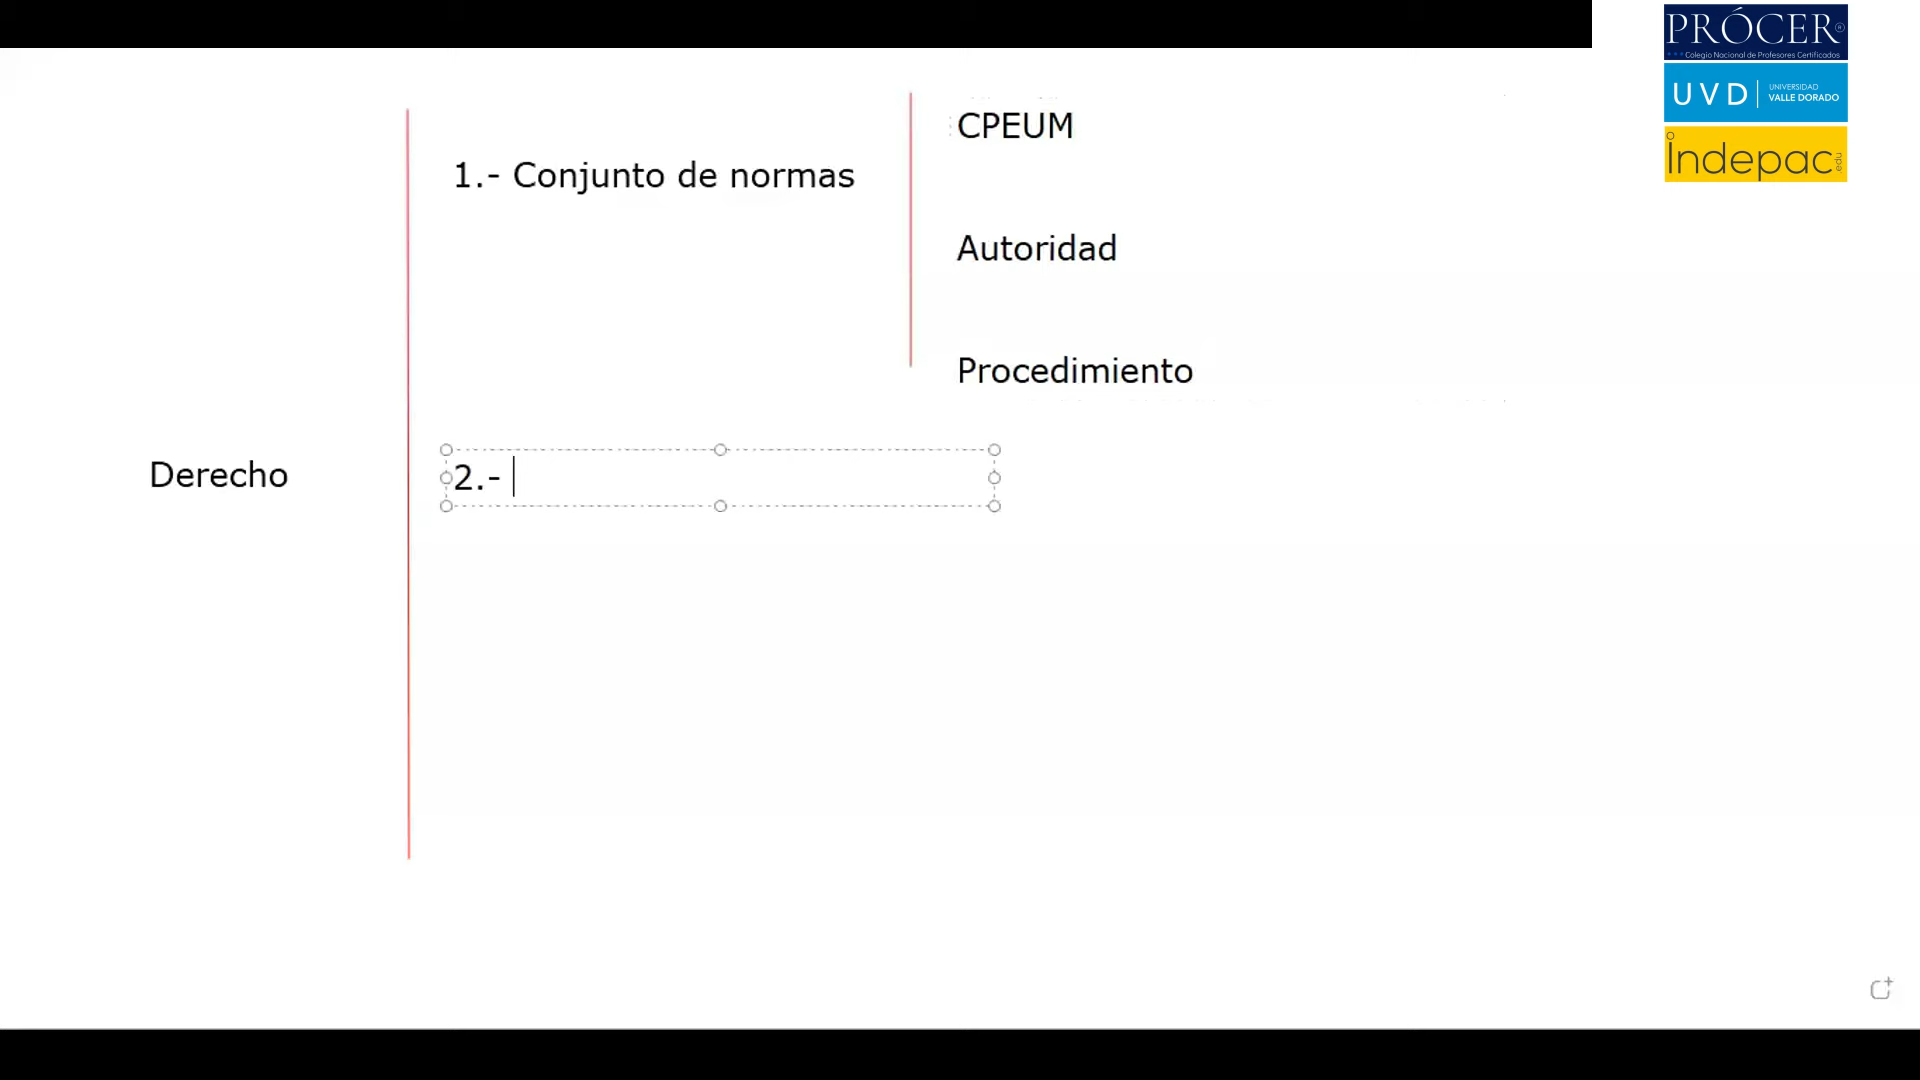 PRÓCER®
Colegio Nacional de Profesores Certificados
UVD UNIVERSIDAD VALLE DORADO
indepac.edu
CPEUM
1.- Conjunto de normas
Autoridad
Procedimiento
Derecho
2.-